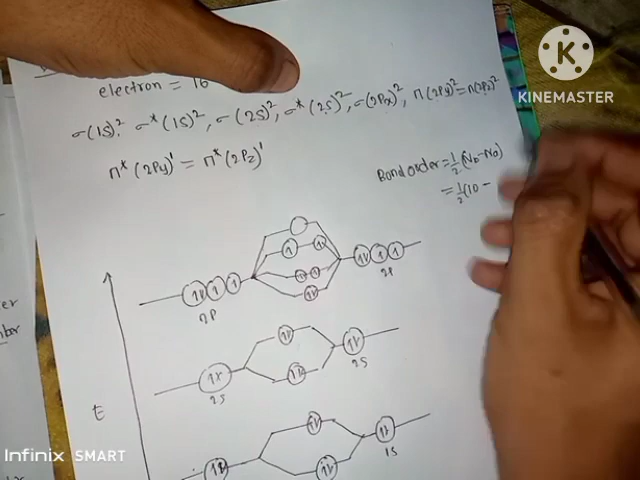 electron = 16
σ(1S)² σ*(1S)², σ(2S)², σ*(2S)², σ(2Px)², π(2Py)² = π(2Pz)²
π*(2Py)¹ = π*(2Pz)¹
Bond order = ½(Nb-Na)
= ½(10 -
2P
2P
2S
2S
E
1S
K
KINEMASTER
Infinix SMART